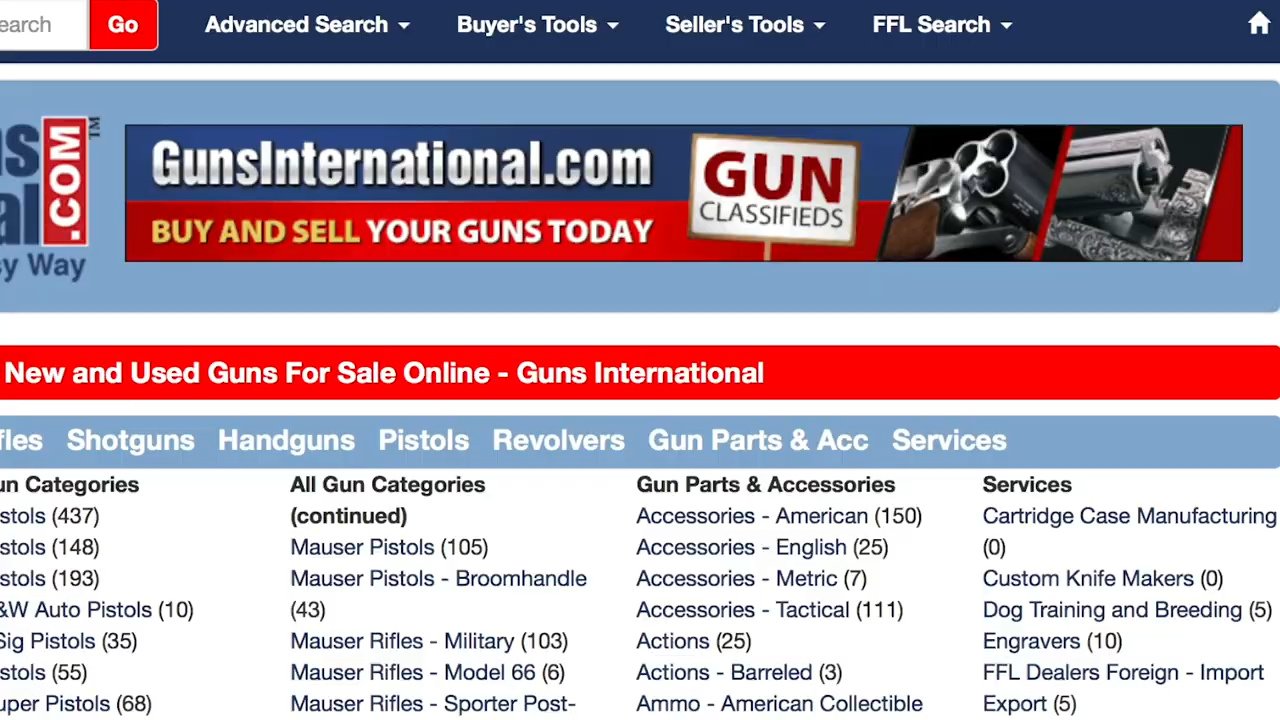 earch Go Advanced Search Buyer's Tools Seller's Tools FFL Search
.COM TM
GunsInternational.com
BUY AND SELL YOUR GUNS TODAY
GUN
CLASSIFIEDS
sy Way
New and Used Guns For Sale Online - Guns International
fles Shotguns Handguns Pistols Revolvers Gun Parts & Acc Services
un Categories
stols (437)
stols (148)
stols (193)
&W Auto Pistols (10)
Sig Pistols (35)
stols (55)
uper Pistols (68)
All Gun Categories
(continued)
Mauser Pistols (105)
Mauser Pistols - Broomhandle
(43)
Mauser Rifles - Military (103)
Mauser Rifles - Model 66 (6)
Mauser Rifles - Sporter Post-
Gun Parts & Accessories
Accessories - American (150)
Accessories - English (25)
Accessories - Metric (7)
Accessories - Tactical (111)
Actions (25)
Actions - Barreled (3)
Ammo - American Collectible
Services
Cartridge Case Manufacturing
(0)
Custom Knife Makers (0)
Dog Training and Breeding (5)
Engravers (10)
FFL Dealers Foreign - Import
Export (5)